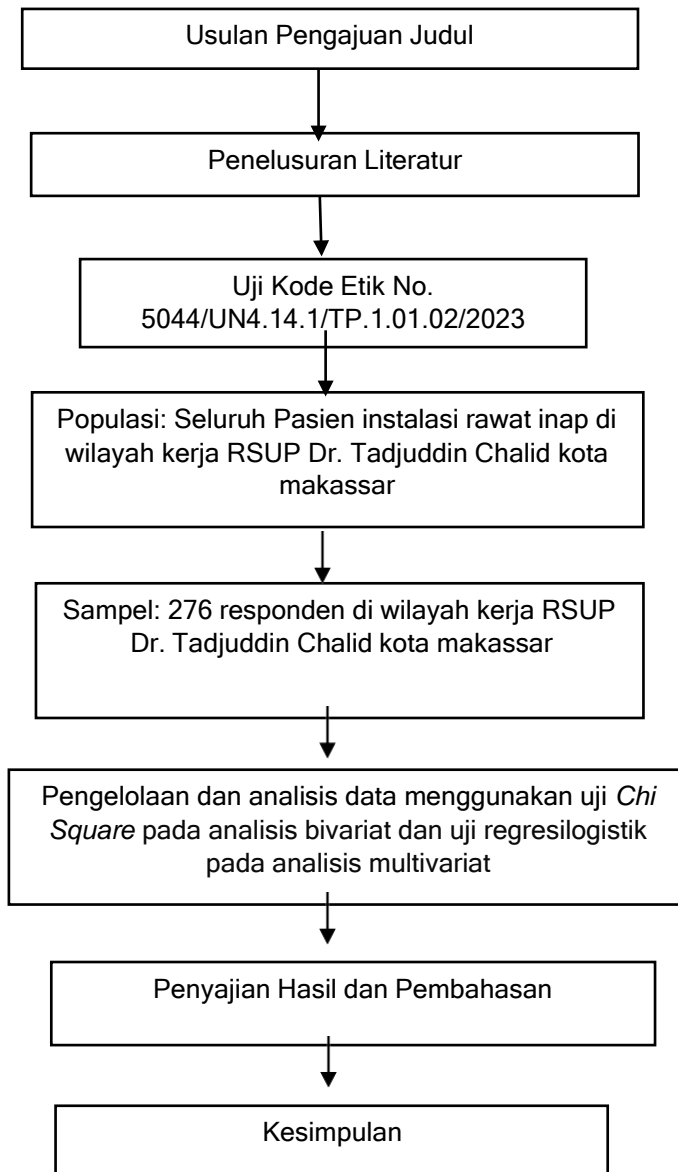 Usulan Pengajuan Judul
Penelusuran Literatur
Uji Kode Etik No.
5044/UN4.14.1/TP.1.01.02/2023
Populasi: Seluruh Pasien instalasi rawat inap di
wilayah kerja RSUP Dr. Tadjuddin Chalid kota
makassar
Sampel: 276 responden di wilayah kerja RSUP
Dr. Tadjuddin Chalid kota makassar
Pengelolaan dan analisis data menggunakan uji Chi
Square pada analisis bivariat dan uji regresilogistik
pada analisis multivariat
Penyajian Hasil dan Pembahasan
Kesimpulan